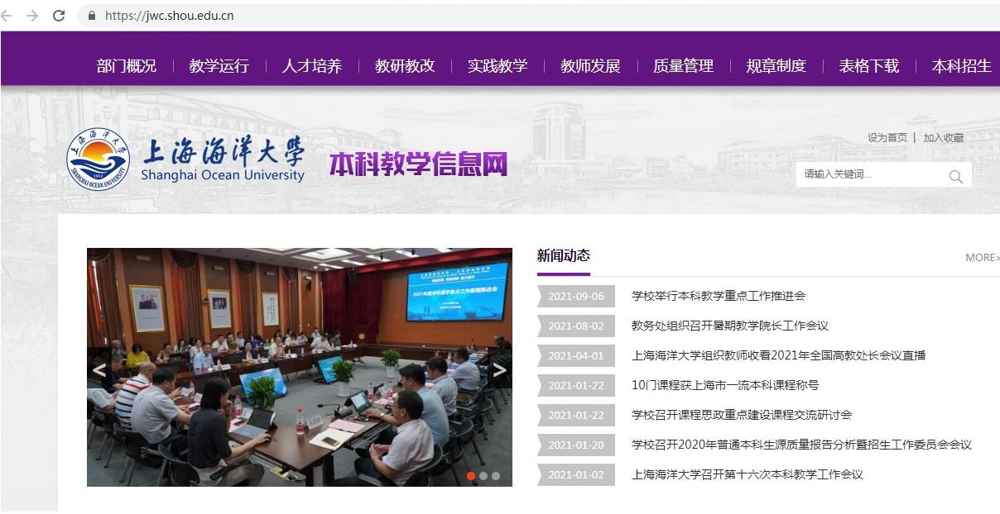 https://jwc.shou.edu.cn
部门概况 教学运行 人才培养 教研教改 实践教学 教师发展 质量管理 规章制度 表格下载 本科招生
设为首页 | 加入收藏
上海海洋大学
SHANGHAI OCEAN UNIVERSITY
1912
上海海洋大學
Shanghai Ocean University
本科教学信息网
请输入关键词...
2021年度本科教学重点工作暑期推进会
新闻动态
MORE>
2021-09-06 学校举行本科教学重点工作推进会
2021-08-02 教务处组织召开暑期教学院长工作会议
2021-04-01 上海海洋大学组织教师收看2021年全国高教处长会议直播
2021-01-22 10门课程获上海市一流本科课程称号
2021-01-22 学校召开课程思政重点建设课程交流研讨会
2021-01-20 学校召开2020年普通本科生源质量报告分析暨招生工作委员会会议
2021-01-02 上海海洋大学召开第十六次本科教学工作会议